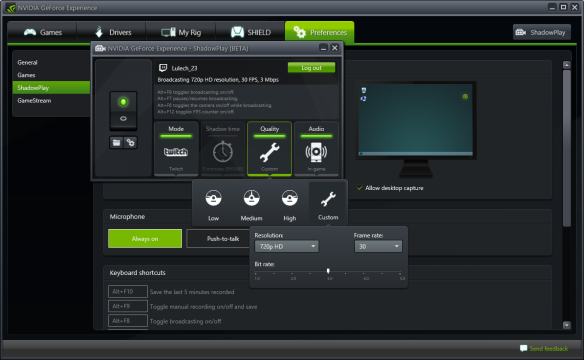 NVIDIA GeForce Experience
Games
Drivers
My Rig
SHIELD
Preferences
ShadowPlay
General
Games
ShadowPlay
GameStream
NVIDIA GeForce Experience - ShadowPlay (BETA)
Lulech_23
Log out
Broadcasting 720p HD resolution, 30 FPS, 3 Mbps
Alt+F8 toggles broadcasting on/off.
Alt+F7 pauses/resumes broadcasting.
Alt+F6 toggles the camera on/off while broadcasting.
Alt+F12 toggles FPS counter on/off.
Mode
Shadow time
Quality
Audio
twitch
Twitch
Custom
In-game
Allow desktop capture
Low
Medium
High
Custom
Microphone
Always on
Push-to-talk
Resolution:
Frame rate:
720p HD
30
Bit rate:
Keyboard shortcuts
Alt+F10
Save the last 5 minutes recorded
Alt+F9
Toggle manual recording on/off and save
Alt+F8
Toggle broadcasting on/off
Send feedback